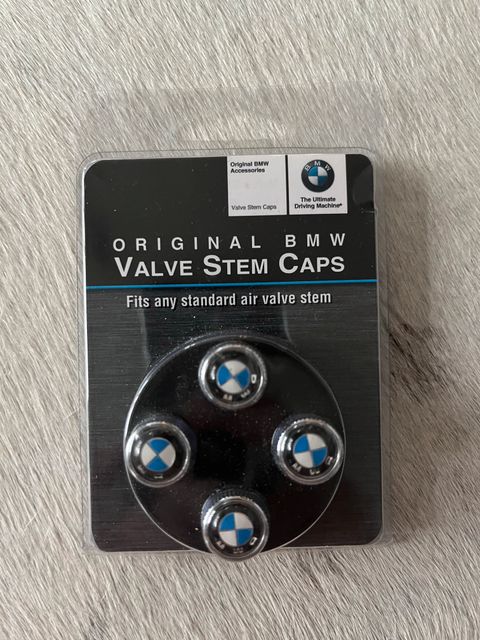 Original BMW
Accessories
Valve Stem Caps
BMW
The Ultimate
Driving Machine®
ORIGINAL BMW
VALVE STEM CAPS
Fits any standard air valve stem